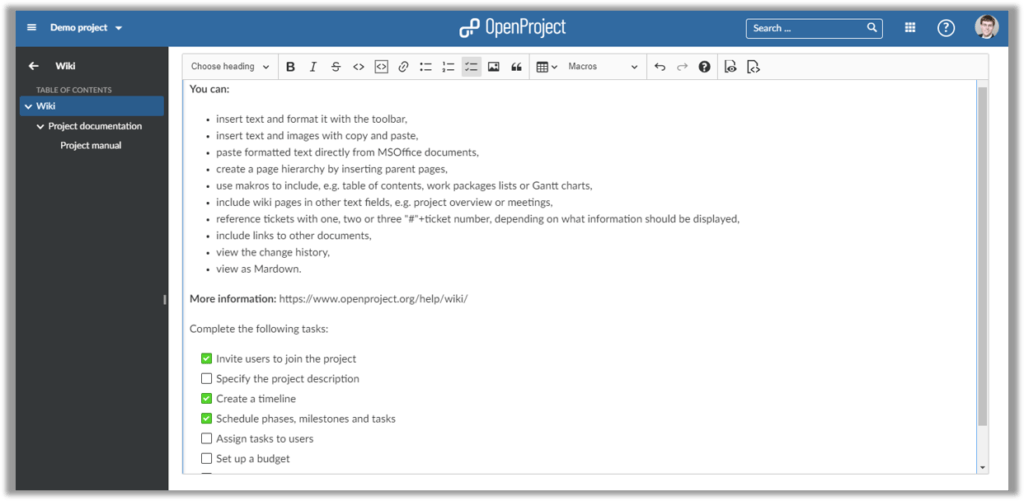 Demo project
OpenProject
Search ...
?
Wiki
TABLE OF CONTENTS
Wiki
Project documentation
Project manual
Choose heading
B I S Macros ?
You can:
insert text and format it with the toolbar,
insert text and images with copy and paste,
paste formatted text directly from MSOffice documents,
create a page hierarchy by inserting parent pages,
use makros to include, e.g. table of contents, work packages lists or Gantt charts,
include wiki pages in other text fields, e.g. project overview or meetings,
reference tickets with one, two or three "#"+ticket number, depending on what information should be displayed,
include links to other documents,
view the change history,
view as Mardown.
More information: https://www.openproject.org/help/wiki/
Complete the following tasks:
Invite users to join the project
Specify the project description
Create a timeline
Schedule phases, milestones and tasks
Assign tasks to users
Set up a budget